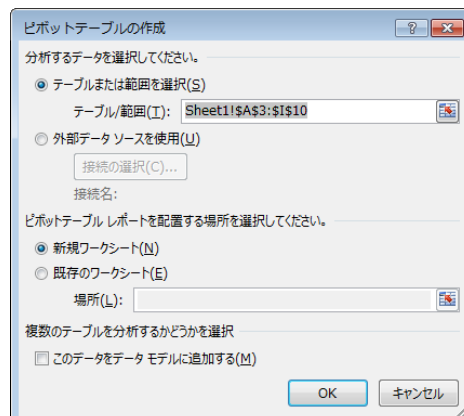 ピボットテーブルの作成
分析するデータを選択してください。
テーブルまたは範囲を選択(S)
テーブル/範囲(T): Sheet1!$A$3:$I$10
外部データ ソースを使用(U)
接続の選択(C)...
接続名:
ピボットテーブル レポートを配置する場所を選択してください。
新規ワークシート(N)
既存のワークシート(E)
場所(L):
複数のテーブルを分析するかどうかを選択
このデータをデータ モデルに追加する(M)
OK キャンセル